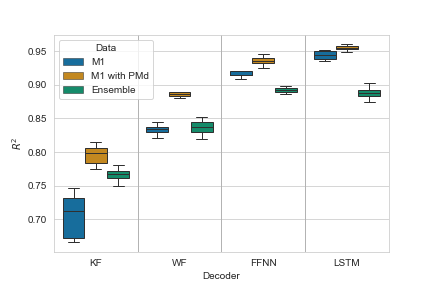 Data
M1
M1 with PMd
Ensemble
0.95
0.90
0.85
0.80
0.75
0.70
R²
KF WF FFNN LSTM
Decoder